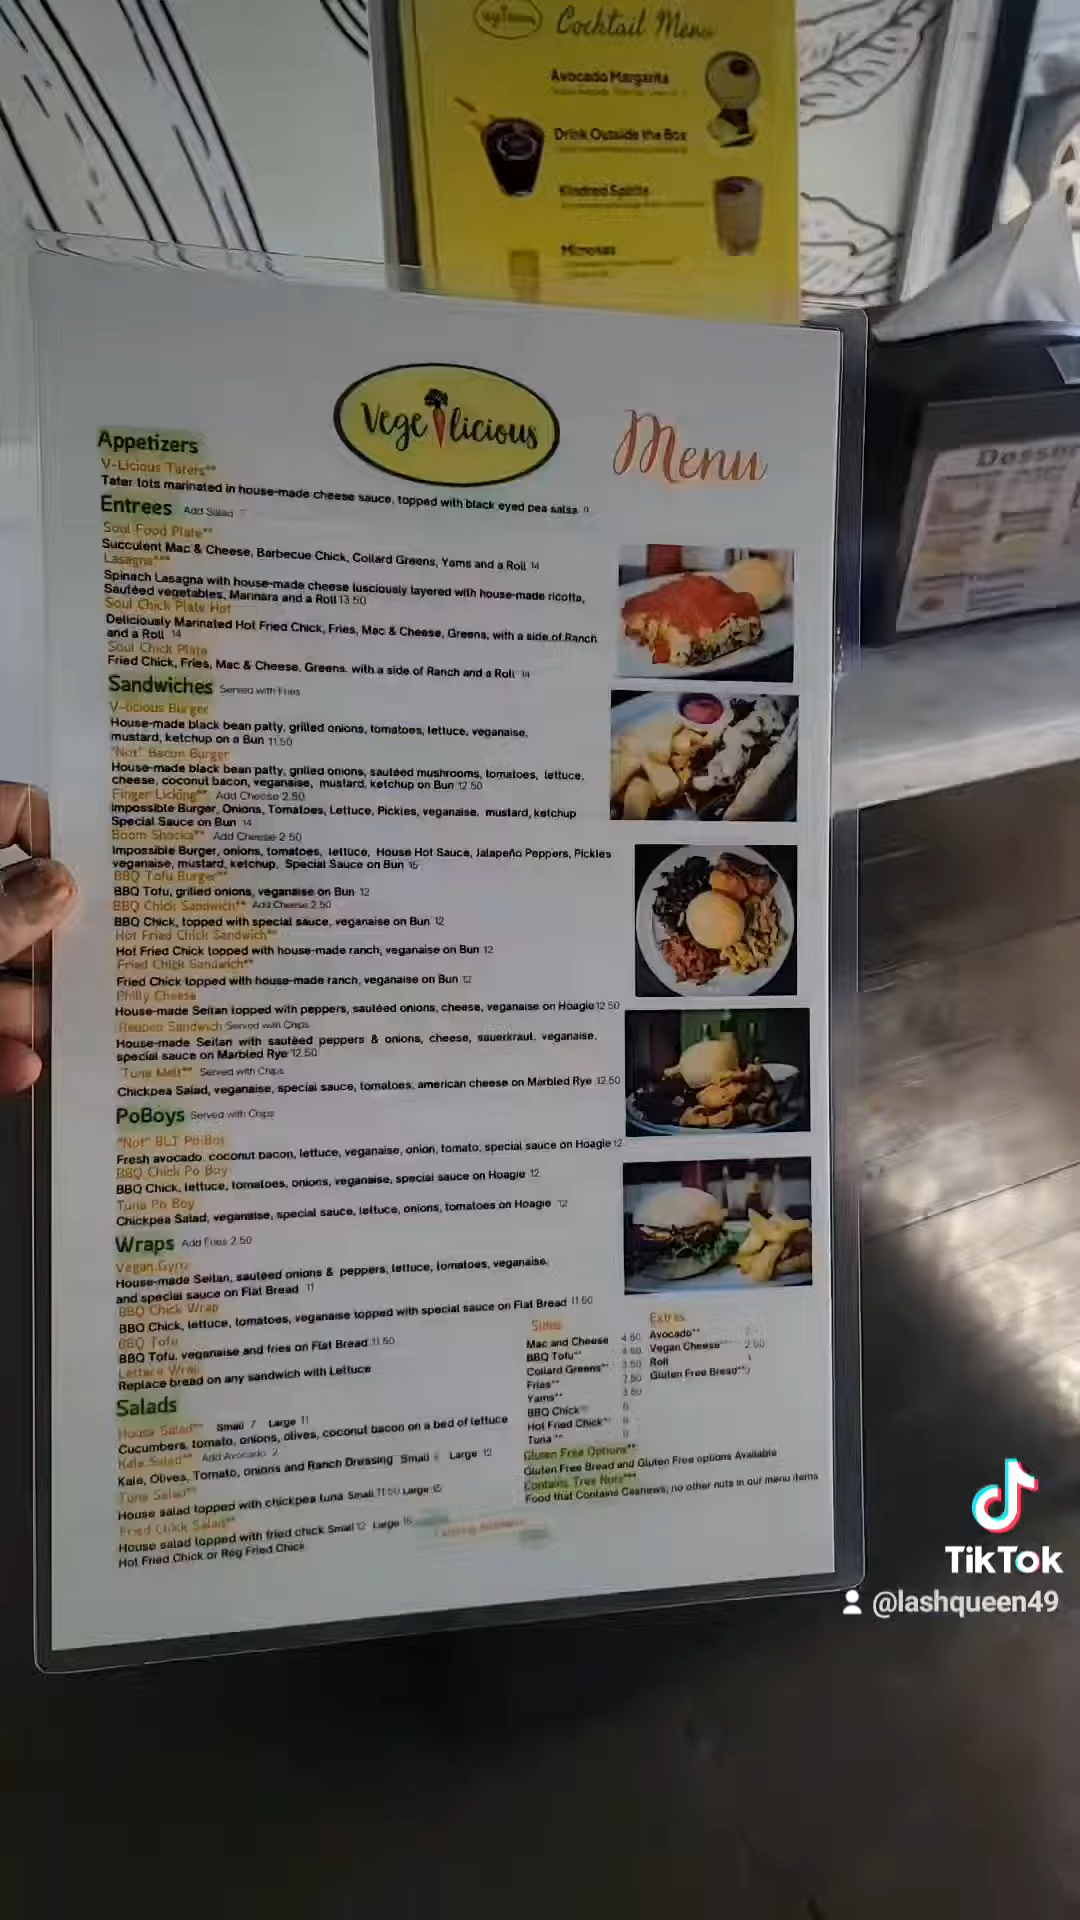 Cocktail Menu
Avocado Margarita
Drink Outside the Box
Kindred Spirits
Mimosas
Vegelicious
Menu
Appetizers
V-Licious Taters**
Tater tots marinated in house-made cheese sauce, topped with black eyed pea salsa
Entrees Add Salad
Soul Food Plate**
Succulent Mac & Cheese, Barbecue Chick, Collard Greens, Yams and a Roll 14
Lasagna***
Spinach Lasagna with house-made cheese lusciously layered with house-made ricotta,
Sautéed vegetables, Marinara and a Roll 13.50
Soul Chick Plate Hot
Deliciously Marinated Hot Fried Chick, Fries, Mac & Cheese, Greens, with a side of Ranch
and a Roll 14
Soul Chick Plate
Fried Chick, Fries, Mac & Cheese, Greens. with a side of Ranch and a Roll 14
Sandwiches Served with Fries
V-licious Burger
House-made black bean patty, grilled onions, tomatoes, lettuce, veganaise,
mustard, ketchup on a Bun 11.50
"Not" Bacon Burger
House-made black bean patty, grilled onions, sautéed mushrooms, tomatoes, lettuce,
cheese, coconut bacon, veganaise, mustard, ketchup on Bun 12.50
Finger Licking** Add Cheese 2.50
Impossible Burger, Onions, Tomatoes, Lettuce, Pickles, veganaise, mustard, ketchup
Special Sauce on Bun 14
Boom Shocka** Add Cheese 2.50
Impossible Burger, onions, tomatoes, lettuce, House Hot Sauce, Jalapeño Peppers, Pickles
veganaise, mustard, ketchup, Special Sauce on Bun 15
BBQ Tofu Burger**
BBQ Tofu, grilled onions, veganaise on Bun 12
BBQ Chick Sandwich** Add Cheese 2.50
BBQ Chick, topped with special sauce, veganaise on Bun 12
Hot Fried Chick Sandwich**
Hot Fried Chick topped with house-made ranch, veganaise on Bun 12
Fried Chick Sandwich**
Fried Chick topped with house-made ranch, veganaise on Bun 12
Philly Cheese
House-made Seitan topped with peppers, sautéed onions, cheese, veganaise on Hoagie 12.50
Reuben Sandwich Served with Chips
House-made Seitan with sautéed peppers & onions, cheese, sauerkraut, veganaise,
special sauce on Marbled Rye 12.50
"Tuna Melt** Served with Chips
Chickpea Salad, veganaise, special sauce, tomatoes, american cheese on Marbled Rye 12.50
PoBoys Served with Chips
"Not" BLT Po Boy
Fresh avocado, coconut bacon, lettuce, veganaise, onion, tomato, special sauce on Hoagie 12
BBQ Chick Po Boy
BBQ Chick, lettuce, tomatoes, onions, veganaise, special sauce on Hoagie 12
Tuna Po Boy
Chickpea Salad, veganaise, special sauce, lettuce, onions, tomatoes on Hoagie 12
Wraps Add Fries 2.50
Vegan Gyro
House-made Seitan, sautéed onions & peppers, lettuce, tomatoes, veganaise,
and special sauce on Flat Bread 11
BBQ Chick Wrap
BBQ Chick, lettuce, tomatoes, veganaise topped with special sauce on Flat Bread 11.50
BBQ Tofu
BBQ Tofu, veganaise and fries on Flat Bread 11.50
Lettuce Wrap
Replace bread on any sandwich with Lettuce
Salads
House Salad** Small 7 Large 11
Cucumbers, tomato, onions, olives, coconut bacon on a bed of lettuce
Kale Salad** Add Avocado 2
Kale, Olives, Tomato, onions and Ranch Dressing Small Large 12
Tuna Salad**
House salad topped with chickpea tuna Small 11.50 Large 15
Fried Chick Salad**
House salad topped with fried chick Small 12 Large 16
Hot Fried Chick or Reg Fried Chick
Sides
Mac and Cheese 4.50
BBQ Tofu** 4.50
Collard Greens** 3.50
Fries** 2.50
Yams** 3.50
BBQ Chick**
Hot Fried Chick**
Tuna **
Extras
Avocado**
Vegan Cheese*** 2.50
Roll
Gluten Free Bread**
Gluten Free Options**
Gluten Free Bread and Gluten Free options Available
Contains Tree Nuts***
Food that Contains Cashews, no other nuts in our menu items
TikTok
@lashqueen49